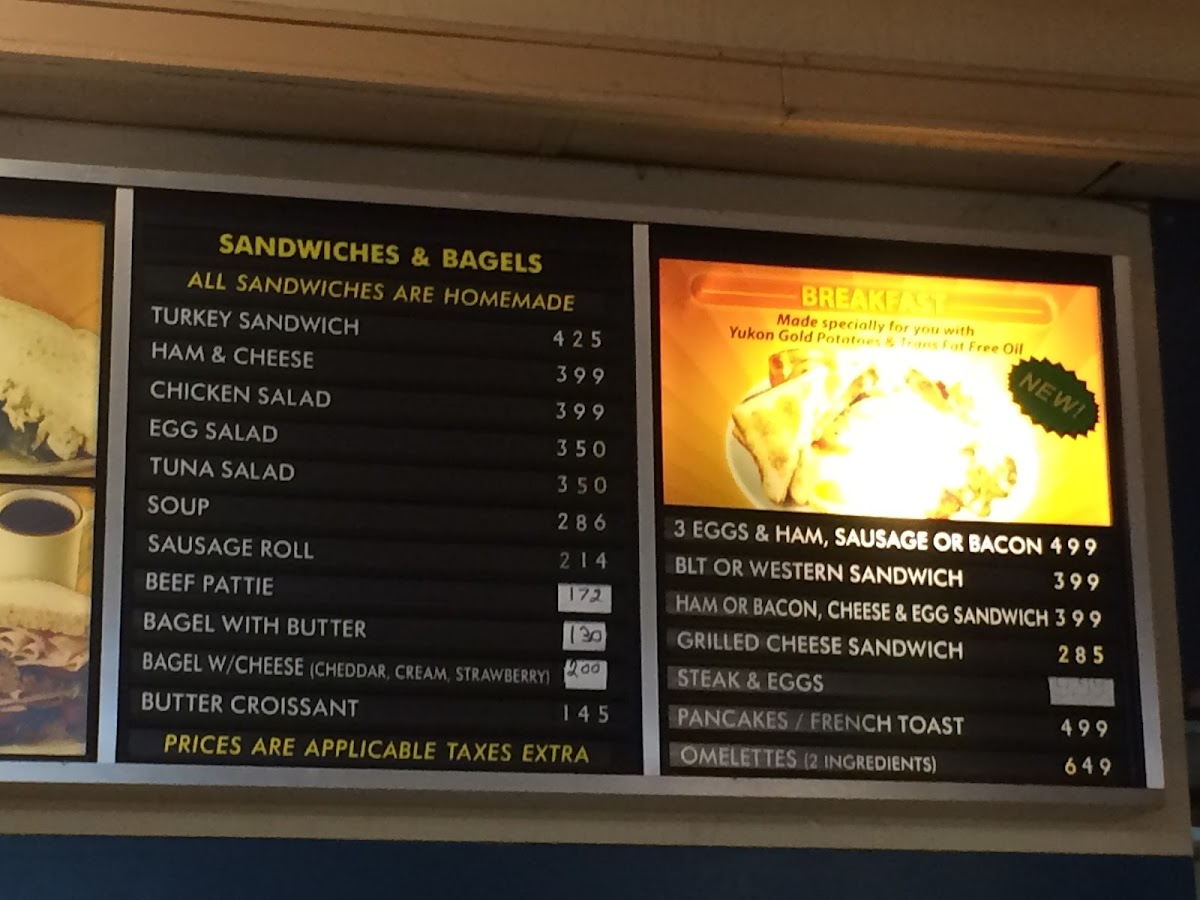 SANDWICHES & BAGELS
ALL SANDWICHES ARE HOMEMADE
TURKEY SANDWICH 425
HAM & CHEESE 399
CHICKEN SALAD 399
EGG SALAD 350
TUNA SALAD 350
SOUP 286
SAUSAGE ROLL 214
BEEF PATTIE 172
BAGEL WITH BUTTER 130
BAGEL W/CHEESE (CHEDDAR, CREAM, STRAWBERRY) 200
BUTTER CROISSANT 145
PRICES ARE APPLICABLE TAXES EXTRA
BREAKFAST
Made specially for you with
Yukon Gold Potatoes & Trans Fat Free Oil
NEW!
3 EGGS & HAM, SAUSAGE OR BACON 499
BLT OR WESTERN SANDWICH 399
HAM OR BACON, CHEESE & EGG SANDWICH 399
GRILLED CHEESE SANDWICH 285
STEAK & EGGS
PANCAKES / FRENCH TOAST 499
OMELETTES (2 INGREDIENTS) 649